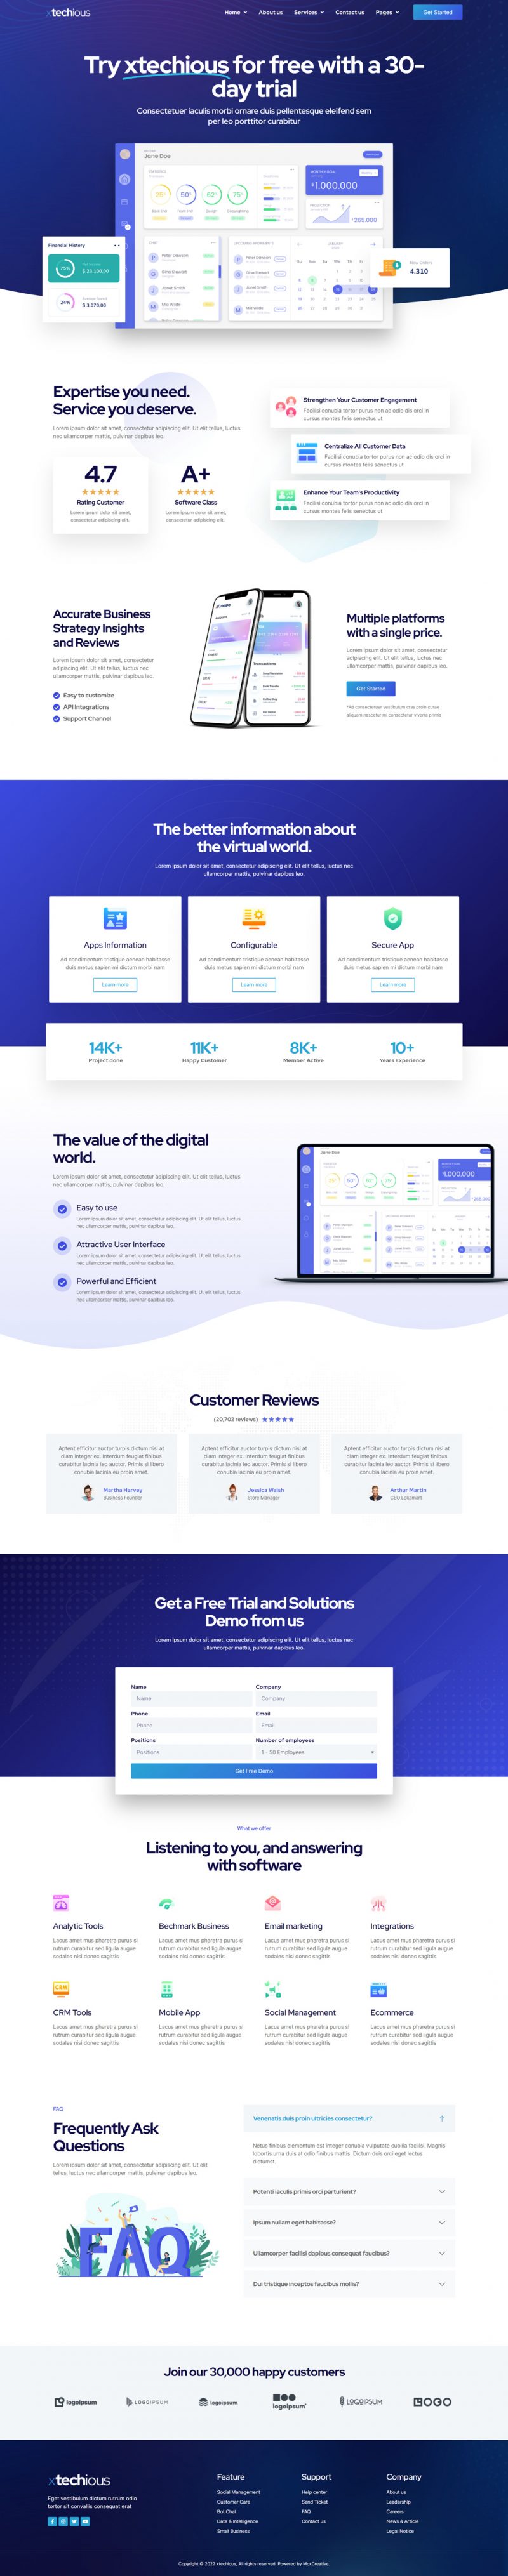 xtechious
Home
About us
Services
Contact us
Pages
Get Started
Try xtechious for free with a 30-
day trial
Consectetuer iaculis morbi ornare duis pellentesque eleifend sem
per leo porttitor curabitur
Jane Doe
$1.000.000
25°
50°
62°
75°
265.000
Financial History
75%
$ 23.100,00
24%
$ 3.070,00
Peter Stevenson
Gina Stewart
Janet Smith
Mai Wilde
New Orders
4.310
Expertise you need.
Service you deserve.
Lorem ipsum dolor sit amet, consectetur adipiscing elit. Ut elit tellus, luctus
nec ullamcorper mattis, pulvinar dapibus leo.
4.7
Rating Customer
Lorem ipsum dolor sit amet,
consectetur adipiscing elit.
A+
Software Class
Lorem ipsum dolor sit amet,
consectetur adipiscing elit.
Strengthen Your Customer Engagement
Facilisi conubia tortor purus non ac odio dis orci in
cursus montes felis senectus ut
Centralize All Customer Data
Facilisi conubia tortor purus non ac odio dis orci in
cursus montes felis senectus ut
Enhance Your Team's Productivity
Facilisi conubia tortor purus non ac odio dis orci in
cursus montes felis senectus ut
Accurate Business
Strategy Insights
and Reviews
Lorem ipsum dolor sit amet, consectetur
adipiscing elit. Ut elit tellus, luctus nec
ullamcorper mattis, pulvinar dapibus leo.
Easy to customize
API Integrations
Support Channel
Accounts
Transactions
Multiple platforms
with a single price.
Lorem ipsum dolor sit amet, consectetur
adipiscing elit. Ut elit tellus, luctus nec
ullamcorper mattis, pulvinar dapibus leo.
Get Started
*Ad consectetuer vestibulum cras proin curae
aliquam nascetur mi consectetur viverra primis
The better information about
the virtual world.
Lorem ipsum dolor sit amet, consectetur adipiscing elit. Ut elit tellus, luctus nec
ullamcorper mattis, pulvinar dapibus leo.
Apps Information
Ad condimentum tristique aenean habitasse
duis metus sapien mi dictum morbi nam
Learn more
Configurable
Ad condimentum tristique aenean habitasse
duis metus sapien mi dictum morbi nam
Learn more
Secure App
Ad condimentum tristique aenean habitasse
duis metus sapien mi dictum morbi nam
Learn more
14K+
Project done
11K+
Happy Customer
8K+
Member Active
10+
Years Experience
The value of the digital
world.
Lorem ipsum dolor sit amet, consectetur adipiscing elit. Ut elit tellus, luctus
nec ullamcorper mattis, pulvinar dapibus leo.
Easy to use
Lorem ipsum dolor sit amet, consectetur adipiscing elit. Ut elit tellus, luctus
nec ullamcorper mattis, pulvinar dapibus leo.
Attractive User Interface
Lorem ipsum dolor sit amet, consectetur adipiscing elit. Ut elit tellus, luctus
nec ullamcorper mattis, pulvinar dapibus leo.
Powerful and Efficient
Lorem ipsum dolor sit amet, consectetur adipiscing elit. Ut elit tellus, luctus
nec ullamcorper mattis, pulvinar dapibus leo.
Jane Doe
1.000.000
Customer Reviews
(20,702 reviews)
Aptent efficitur auctor turpis dictum nisi at
diam integer ex. Interdum feugiat finibus
curabitur lacinia leo auctor. Primis si libero
conubia lacinia eu proin amet.
Martha Harvey
Business Founder
Aptent efficitur auctor turpis dictum nisi at
diam integer ex. Interdum feugiat finibus
curabitur lacinia leo auctor. Primis si libero
conubia lacinia eu proin amet.
Jessica Walsh
Store Manager
Aptent efficitur auctor turpis dictum nisi at
diam integer ex. Interdum feugiat finibus
curabitur lacinia leo auctor. Primis si libero
conubia lacinia eu proin amet.
Arthur Martin
CEO Lokomart
Get a Free Trial and Solutions
Demo from us
Lorem ipsum dolor sit amet, consectetur adipiscing elit. Ut elit tellus, luctus nec
ullamcorper mattis, pulvinar dapibus leo.
Name
Company
Name
Company
Phone
Email
Phone
Email
Positions
Number of employees
Positions
1 - 50 Employees
Get Free Demo
What we offer
Listening to you, and answering
with software
Analytic Tools
Lacus amet mus pharetra purus si
rutrum curabitur sed ligula augue
sodales nisi donec sagittis
Bechmark Business
Lacus amet mus pharetra purus si
rutrum curabitur sed ligula augue
sodales nisi donec sagittis
Email marketing
Lacus amet mus pharetra purus si
rutrum curabitur sed ligula augue
sodales nisi donec sagittis
Integrations
Lacus amet mus pharetra purus si
rutrum curabitur sed ligula augue
sodales nisi donec sagittis
CRM Tools
Lacus amet mus pharetra purus si
rutrum curabitur sed ligula augue
sodales nisi donec sagittis
Mobile App
Lacus amet mus pharetra purus si
rutrum curabitur sed ligula augue
sodales nisi donec sagittis
Social Management
Lacus amet mus pharetra purus si
rutrum curabitur sed ligula augue
sodales nisi donec sagittis
Ecommerce
Lacus amet mus pharetra purus si
rutrum curabitur sed ligula augue
sodales nisi donec sagittis
FAQ
Frequently Ask
Questions
Lorem ipsum dolor sit amet, consectetur adipiscing elit. Ut elit
tellus, luctus nec ullamcorper mattis, pulvinar dapibus leo.
FAQ
Venenatis duis proin ultricies consectetur?
Netus finibus elementum est integer conubia vulputate cubilia facilisi. Magnis
lobortis urna duis at odio finibus mattis. Dictum duis orci eget lectus
dictumst.
Potenti iaculis primis orci parturient?
Ipsum nullam eget habitasse?
Ullamcorper facilisi dapibus consequat faucibus?
Dui tristique inceptos faucibus mollis?
Join our 30,000 happy customers
logoipsum
LOGOIPSUM
logoipsum
logoipsum
LOGOIPSUM
LOGO
xtechious
Eget vestibulum dictum rutrum odio
tortor sit convallis consequat erat
Feature
Social Management
Customer Care
Bot Chat
Data & Intelligence
Small Business
Support
Help center
Send Ticket
FAQ
Contact us
Company
About us
Leadership
Careers
News & Article
Legal Notice
Copyright © 2022 xtechious, All rights reserved. Powered by MoxCreative.